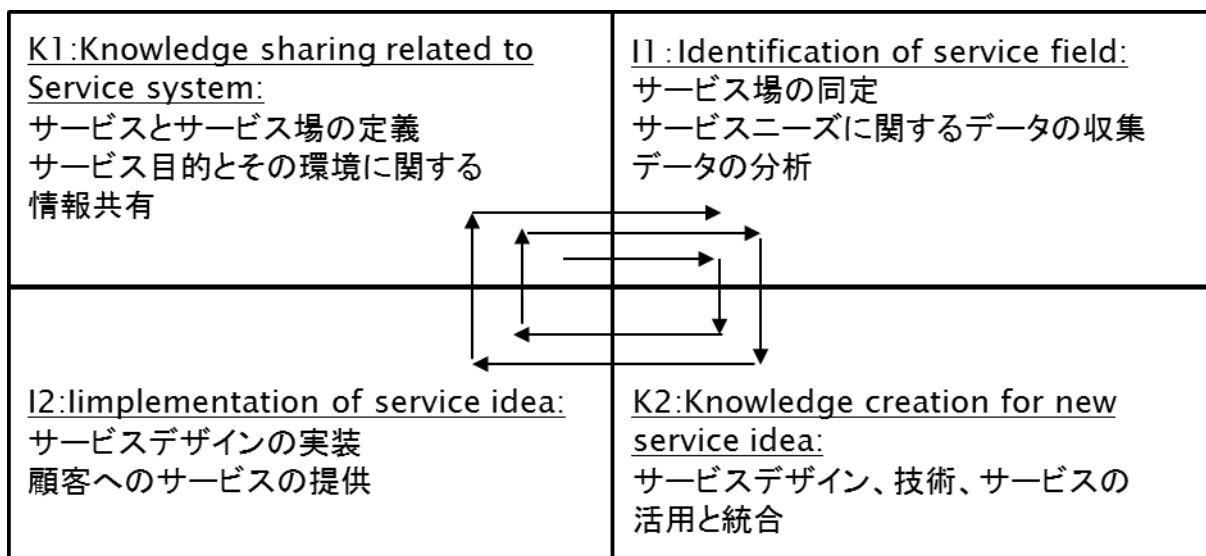 K1:Knowledge sharing related to
Service system:
サービスとサービス場の定義
サービス目的とその環境に関する
情報共有
I1:Identification of service field:
サービス場の同定
サービスニーズに関するデータの収集
データの分析
I2:Iimplementation of service idea:
サービスデザインの実装
顧客へのサービスの提供
K2:Knowledge creation for new
service idea:
サービスデザイン、技術、サービスの
活用と統合